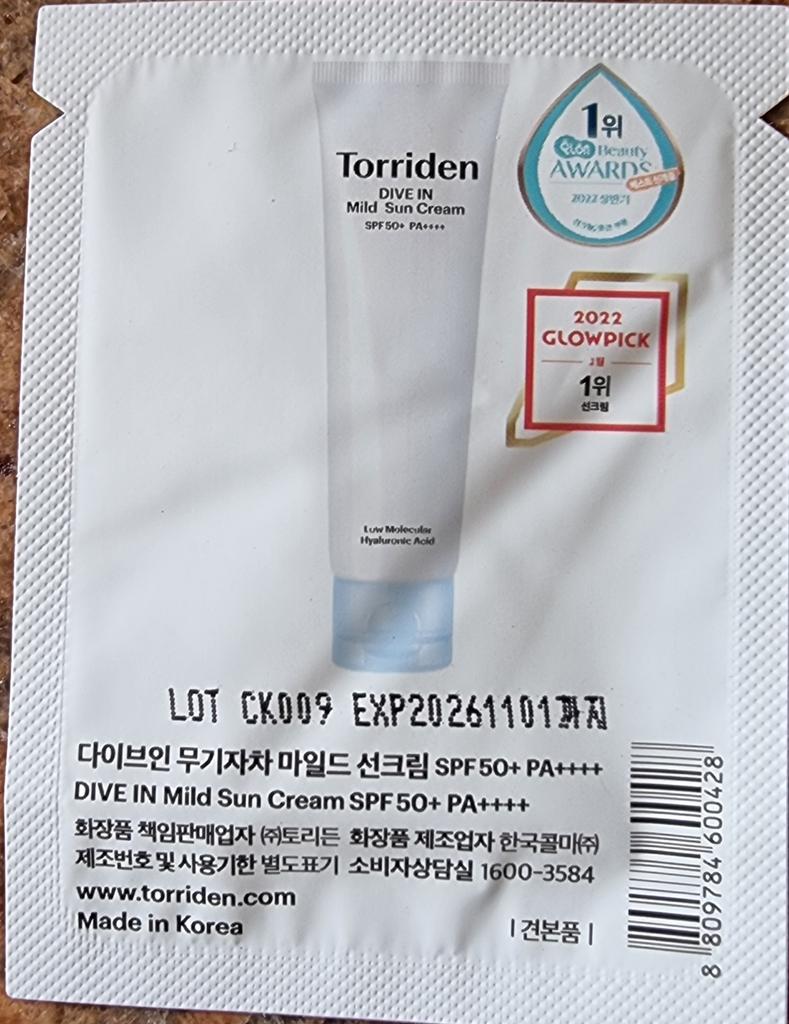 Torriden
DIVE IN
Mild Sun Cream
SPF50+ PA++++
Low Molecular
Hyaluronic Acid
1위
Beauty
AWARDS
2022 상반기
2022
GLOWPICK
1위
선크림
LOT CK009 EXP20261101까지
다이브인 무기자차 마일드 선크림 SPF50+ PA++++
DIVE IN Mild Sun Cream SPF50+ PA++++
화장품 책임판매업자 ㈜토리든 화장품 제조업자 한국콜마㈜
제조번호 및 사용기한 별도표기 소비자상담실 1600-3584
www.torriden.com
Made in Korea
|견본품|
8 809784 600428